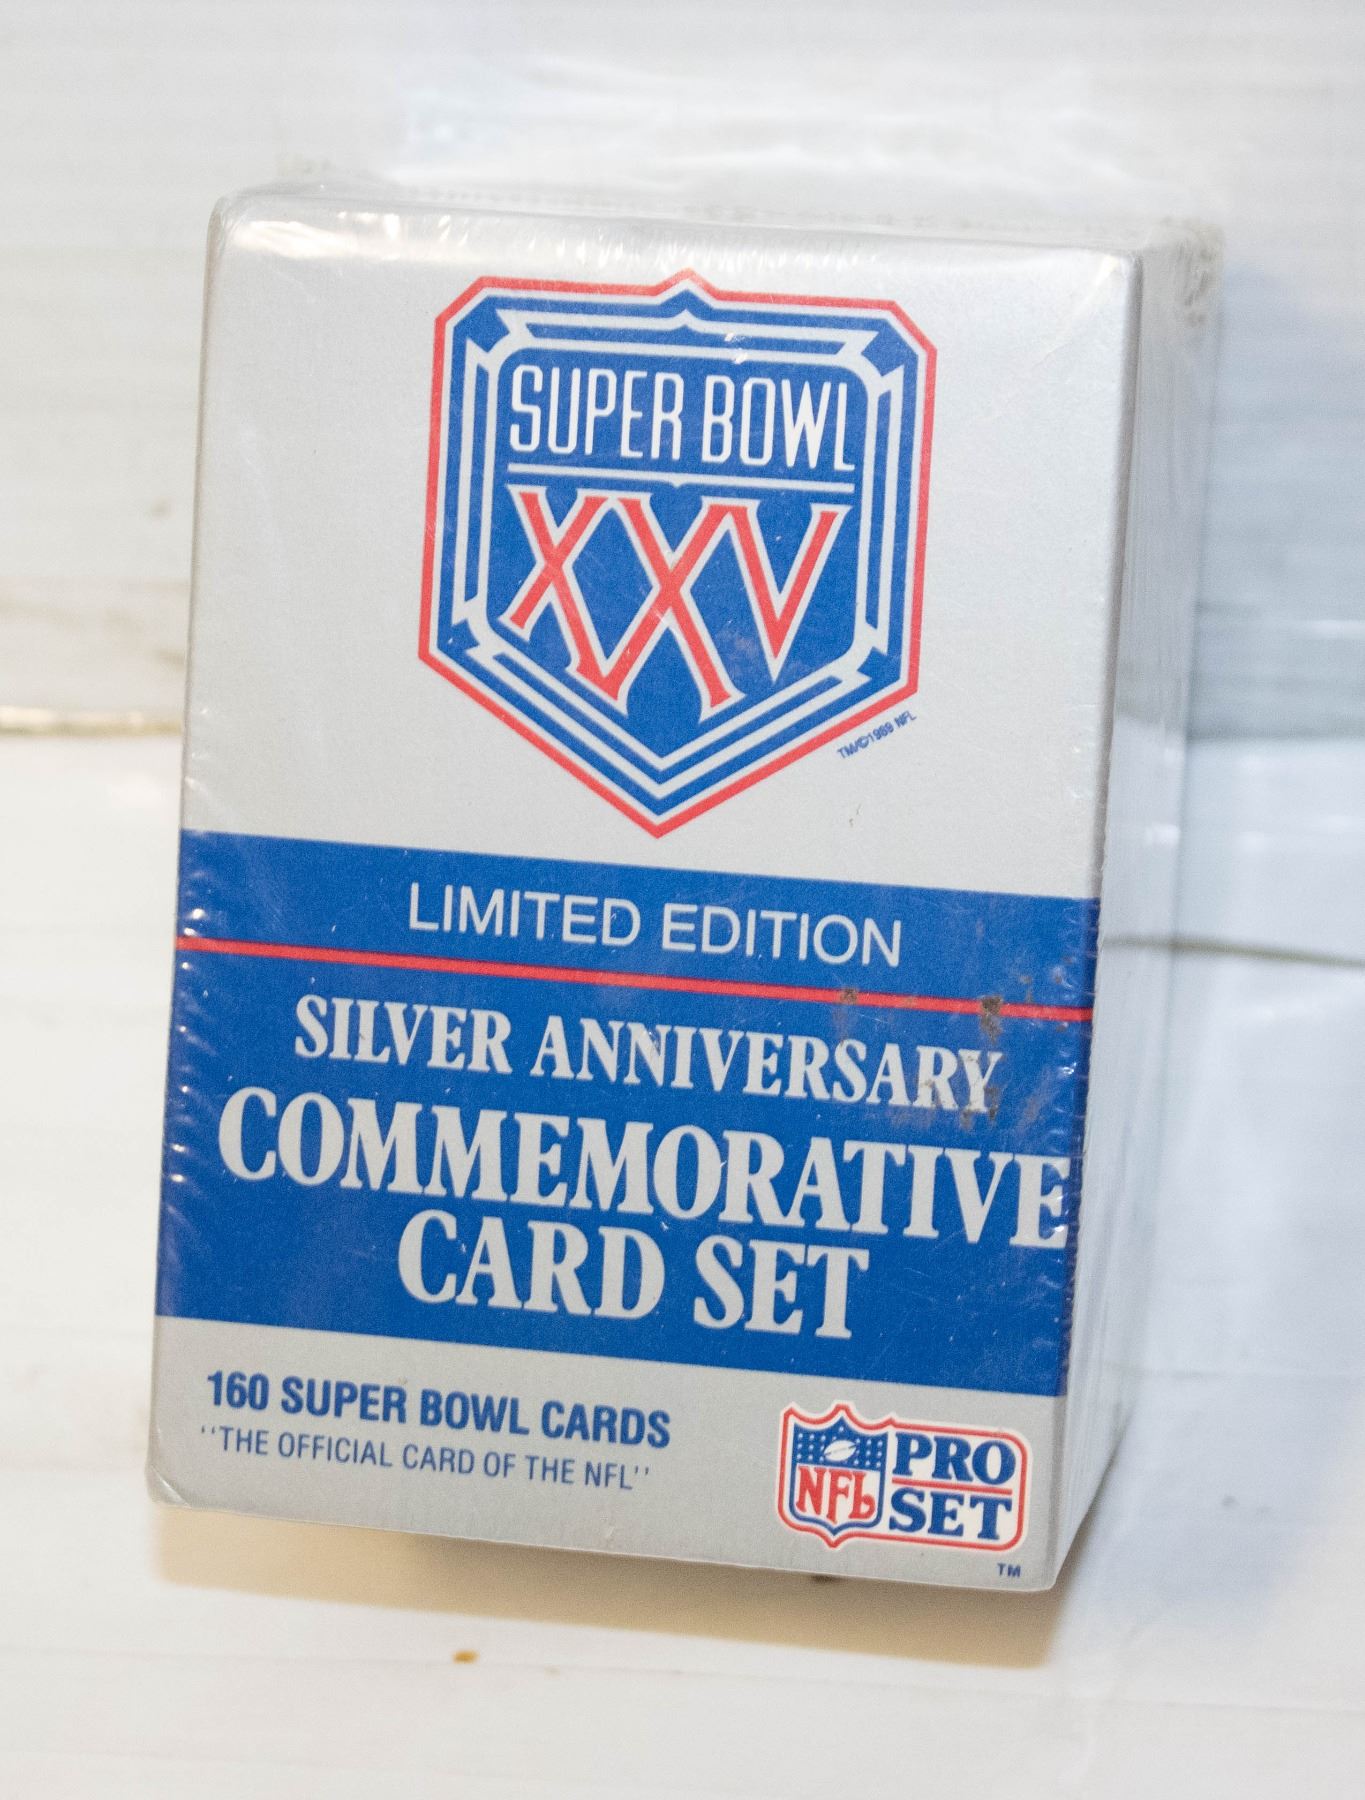 SUPER BOWL
XXV
TM/©1989 NFL
LIMITED EDITION
SILVER ANNIVERSARY
COMMEMORATIVE
CARD SET
160 SUPER BOWL CARDS
"THE OFFICIAL CARD OF THE NFL"
NFL
PRO
SET
TM